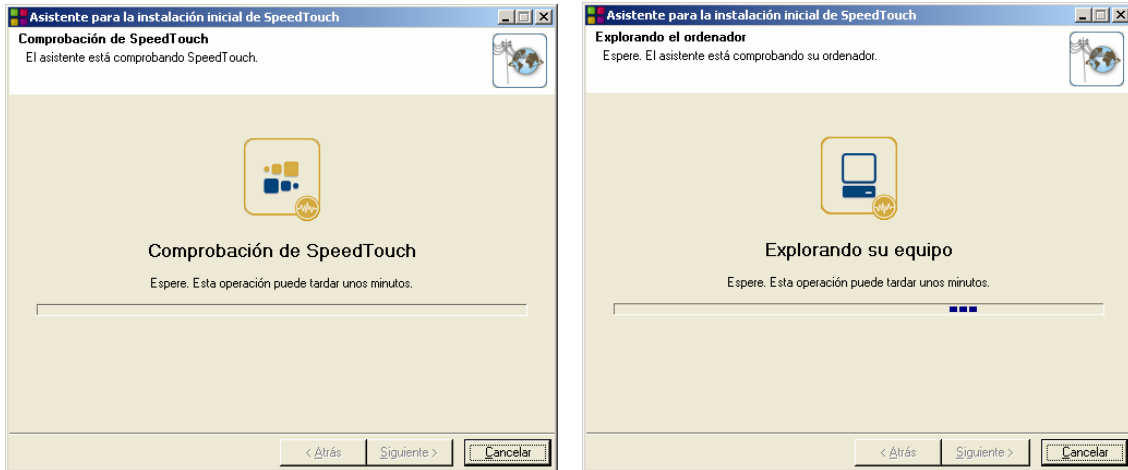 Asistente para la instalación inicial de SpeedTouch
Comprobación de SpeedTouch
El asistente está comprobando SpeedTouch.
Comprobación de SpeedTouch
Espere. Esta operación puede tardar unos minutos.
< Atrás
Siguiente >
Cancelar
Asistente para la instalación inicial de SpeedTouch
Explorando el ordenador
Espere. El asistente está comprobando su ordenador.
Explorando su equipo
Espere. Esta operación puede tardar unos minutos.
< Atrás
Siguiente >
Cancelar